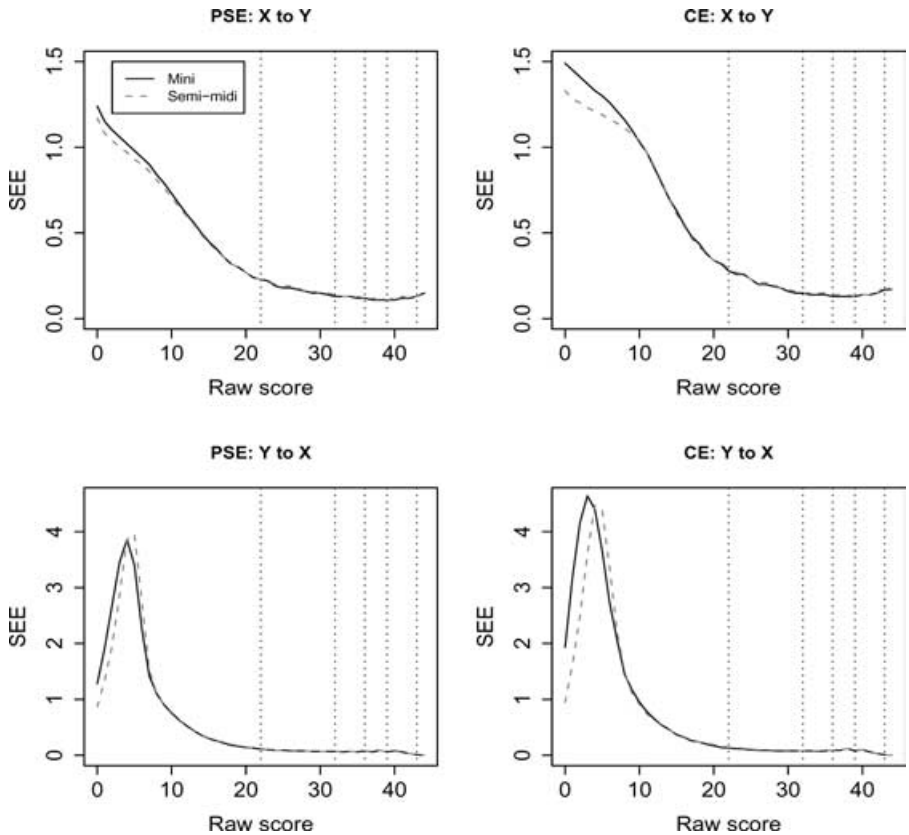 PSE: X to Y
SEE
1.5
1.0
0.5
0.0
Mini
Semi-midi
0 10 20 30 40
Raw score
CE: X to Y
SEE
1.5
1.0
0.5
0.0
0 10 20 30 40
Raw score
PSE: Y to X
SEE
4
3
2
1
0
0 10 20 30 40
Raw score
CE: Y to X
SEE
4
3
2
1
0
0 10 20 30 40
Raw score